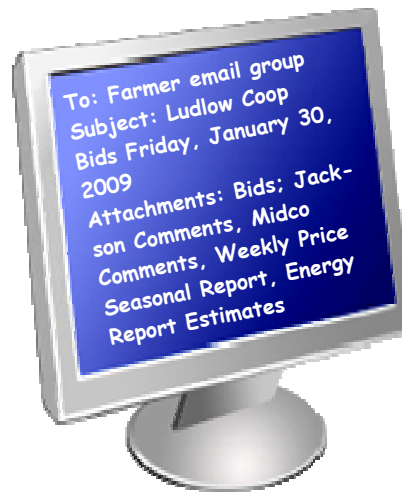 To: Farmer email group
Subject: Ludlow Coop
Bids Friday, January 30,
2009
Attachments: Bids; Jack-
son Comments, Midco
Comments, Weekly Price
Seasonal Report, Energy
Report Estimates